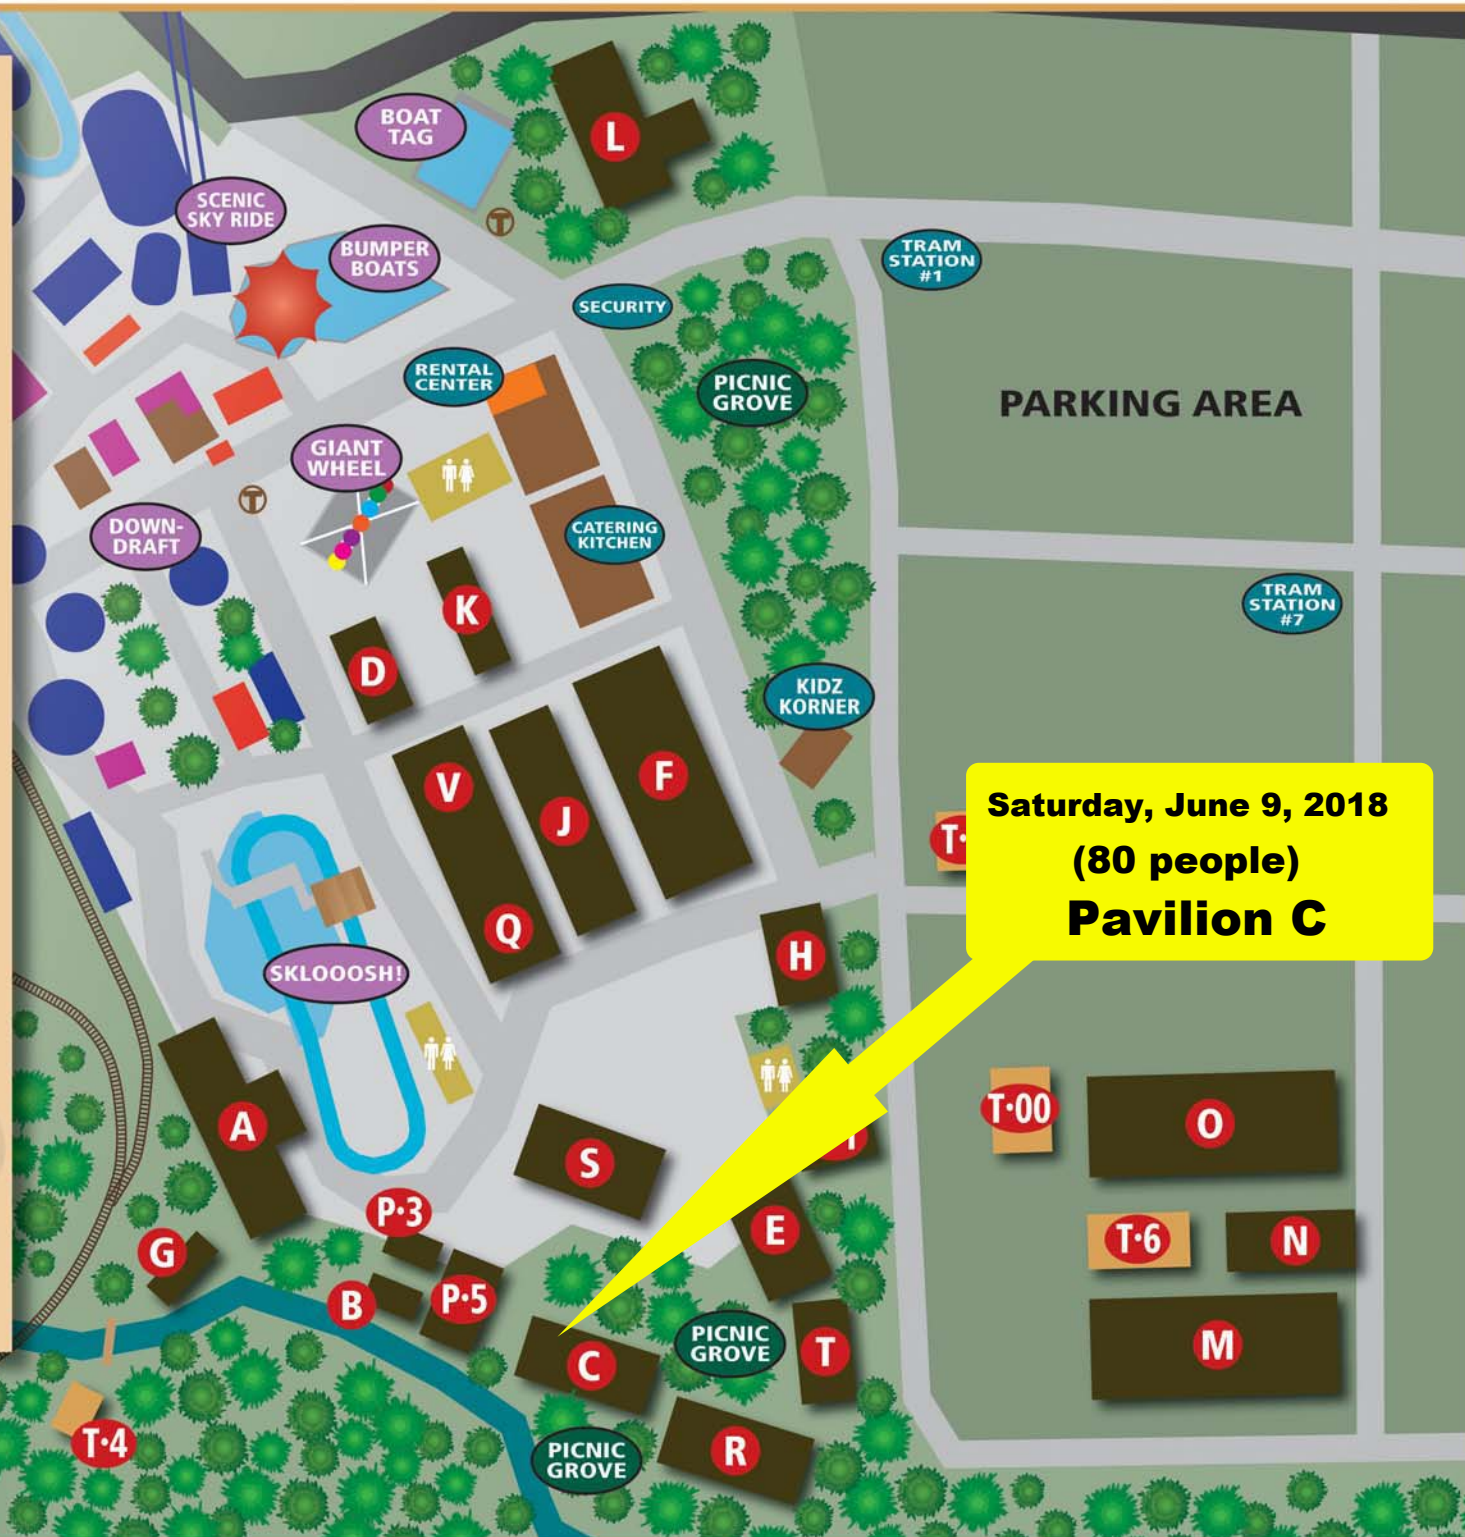 BOAT
TAG
L
SCENIC
SKY RIDE
BUMPER
BOATS
T
TRAM
STATION
#1
SECURITY
RENTAL
CENTER
PICNIC
GROVE
PARKING AREA
GIANT
WHEEL
T
DOWN-
DRAFT
CATERING
KITCHEN
TRAM
STATION
#7
K
D
KIDZ
KORNER
V
J
F
T·
Saturday, June 9, 2018
(80 people)
Pavilion C
Q
H
SKLOOOSH!
A
S
T·00
O
P·3
E
T·6
N
G
B
P·5
C
PICNIC
GROVE
T
M
T·4
PICNIC
GROVE
R